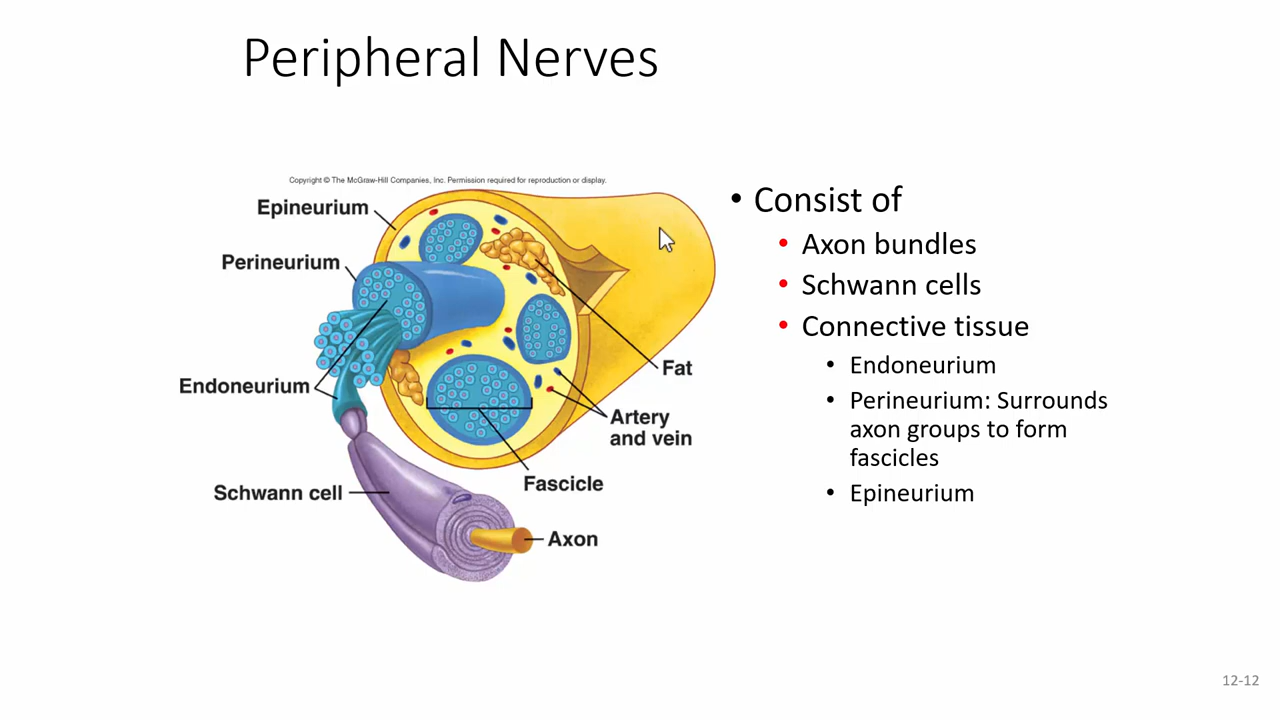 Peripheral Nerves
Copyright © The McGraw-Hill Companies, Inc. Permission required for reproduction or display.
Epineurium
Perineurium
Endoneurium
Schwann cell
Fat
Artery
and vein
Fascicle
Axon
• Consist of
• Axon bundles
• Schwann cells
• Connective tissue
• Endoneurium
• Perineurium: Surrounds
axon groups to form
fascicles
• Epineurium
12-12